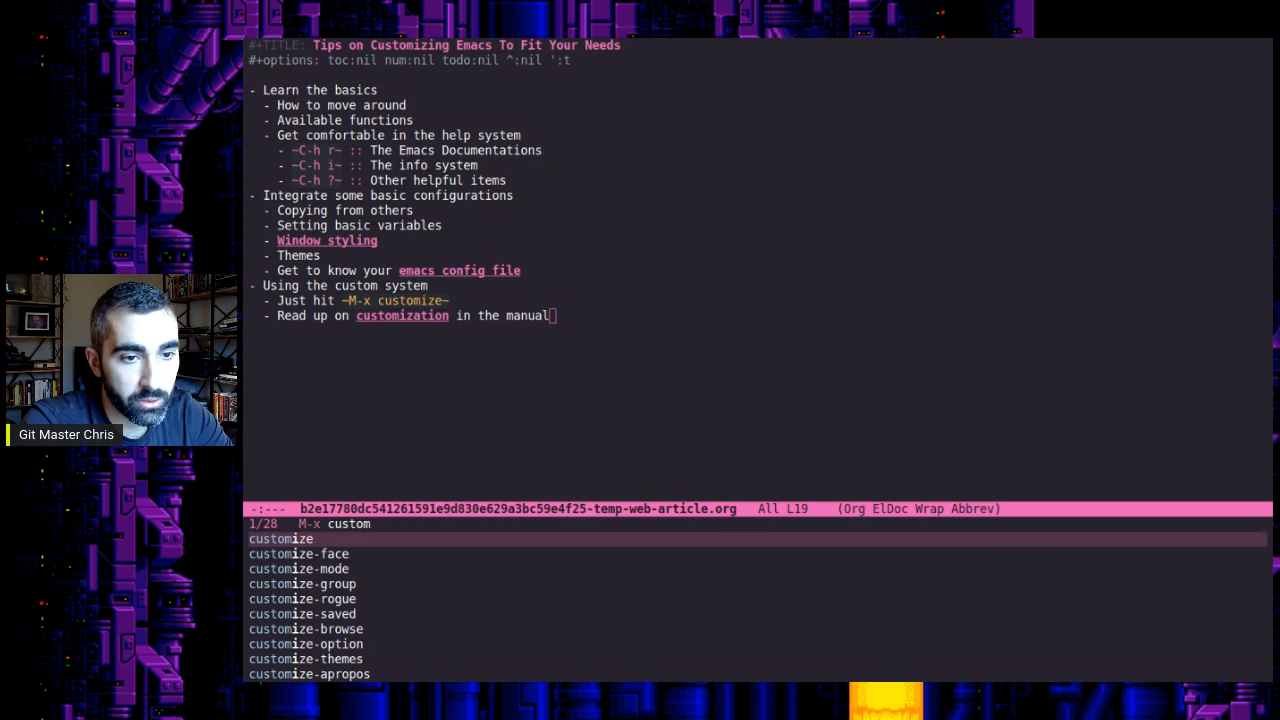 #+TITLE: Tips on Customizing Emacs To Fit Your Needs
#+options: toc:nil num:nil todo:nil ^:nil ':t
- Learn the basics
- How to move around
- Available functions
- Get comfortable in the help system
- ~C-h r~ :: The Emacs Documentations
- ~C-h i~ :: The info system
- ~C-h ?~ :: Other helpful items
- Integrate some basic configurations
- Copying from others
- Setting basic variables
- Window styling
- Themes
- Get to know your emacs config file
- Using the custom system
- Just hit ~M-x customize~
- Read up on customization in the manual
Git Master Chris
-:--- b2e17780dc541261591e9d830e629a3bc59e4f25-temp-web-article.org All L19 (Org ElDoc Wrap Abbrev)
1/28 M-x custom
customize
customize-face
customize-mode
customize-group
customize-rogue
customize-saved
customize-browse
customize-option
customize-themes
customize-apropos